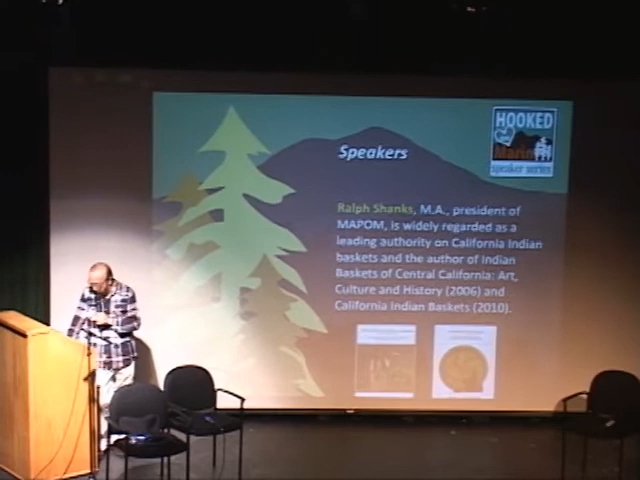 HOOKED
Marin
speaker series
Speakers
Ralph Shanks, M.A., president of
MAPOM, is widely regarded as a
leading authority on California Indian
baskets and the author of Indian
Baskets of Central California: Art,
Culture and History (2006) and
California Indian Baskets (2010).